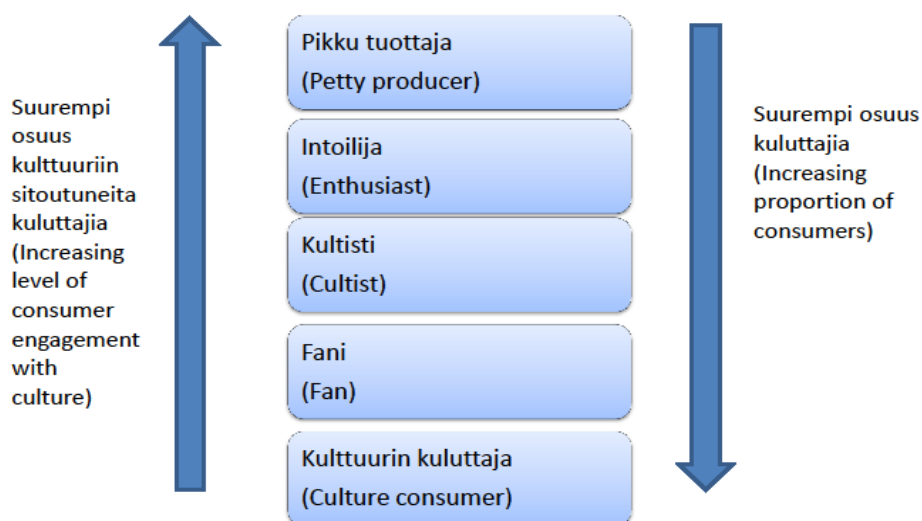 Suurempi
osuus
kulttuuriin
sitoutuneita
kuluttajia
(Increasing
level of
consumer
engagement
with
culture)
Pikku tuottaja
(Petty producer)
Intoilija
(Enthusiast)
Kultisti
(Cultist)
Fani
(Fan)
Kulttuurin kuluttaja
(Culture consumer)
Suurempi osuus
kuluttajia
(Increasing
proportion of
consumers)